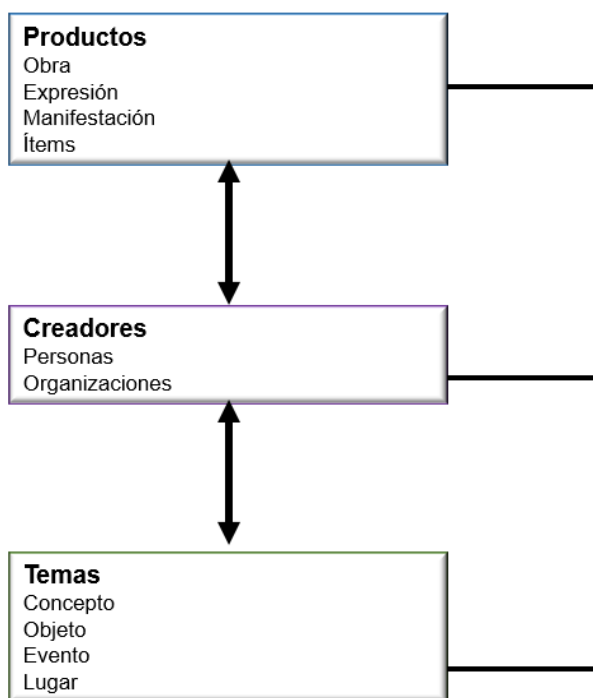 Productos
Obra
Expresión
Manifestación
Ítems
Creadores
Personas
Organizaciones
Temas
Concepto
Objeto
Evento
Lugar